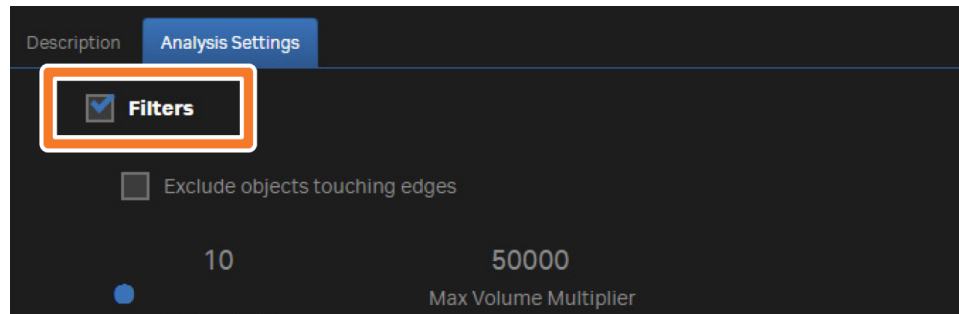 Description Analysis Settings
Filters
Exclude objects touching edges
10 50000
Max Volume Multiplier